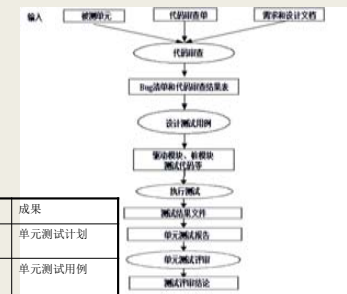 输入
被测单元
代码审查单
需求和设计文档
代码审查
Bug清单和代码审查结果表
设计测试用例
驱动模块、桩模块
测试代码等
执行测试
测试结果文件
单元测试报告
单元测试评审
测试评审结论
成果
单元测试计划
单元测试用例